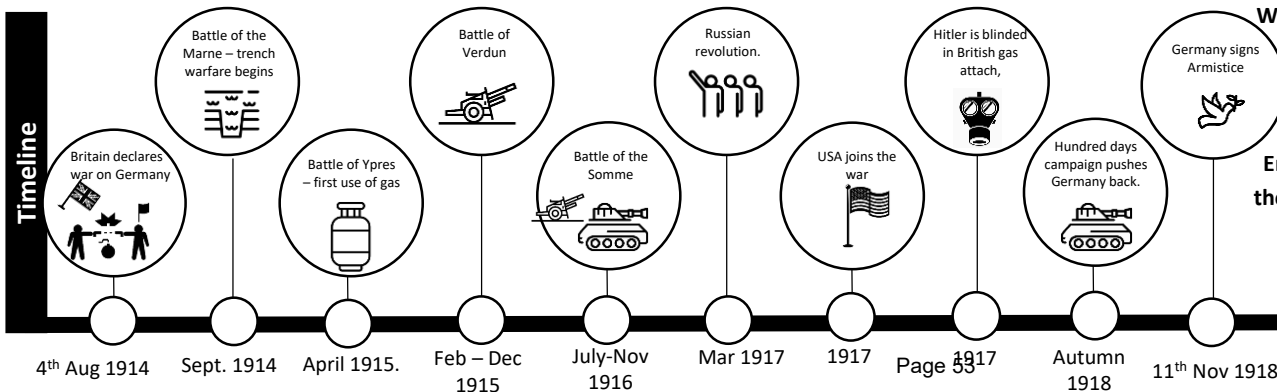 Timeline
Britain declares
war on Germany
4th Aug 1914
Battle of the
Marne – trench
warfare begins
Sept. 1914
Battle of Ypres
– first use of gas
April 1915.
Battle of
Verdun
Feb – Dec
1915
Battle of the
Somme
July-Nov
1916
Russian
revolution.
Mar 1917
USA joins the
war
1917
Hitler is blinded
in British gas
attach,
1917
Page 53
Hundred days
campaign pushes
Germany back.
Autumn
1918
Germany signs
Armistice
11th Nov 1918